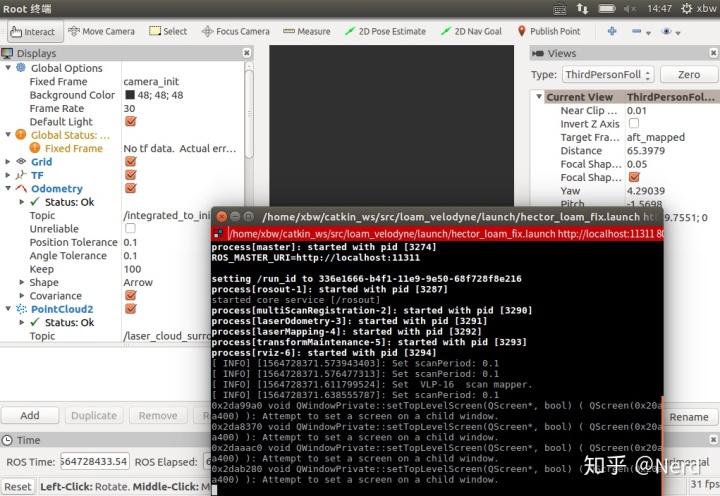 Root 终端
14:47
xbw
Interact
Move Camera
Select
Focus Camera
Measure
2D Pose Estimate
2D Nav Goal
Publish Point
Displays
Global Options
Fixed Frame camera_init
Background Color 48; 48; 48
Frame Rate 30
Default Light
Global Status: ...
Fixed Frame No tf data. Actual err...
Grid
TF
Odometry
Status: Ok
Topic /integrated_to_ini
Unreliable
Position Tolerance 0.1
Angle Tolerance 0.1
Keep 100
Shape Arrow
Covariance
PointCloud2
Status: Ok
Topic /laser_cloud_surro
Add
Duplicate
Remove
Views
Type: ThirdPersonFoll
Zero
Current View ThirdPersonFol...
Near Clip ... 0.01
Invert Z Axis
Target Fra... aft_mapped
Distance 65.3979
Focal Shap... 0.05
Focal Shap...
Yaw 4.29039
Pitch -1.5698
9.7551; 0
/home/xbw/catkin_ws/src/loam_velodyne/launch/hector_loam_fix.launch
/home/xbw/catkin_ws/src/loam_velodyne/launch/hector_loam_fix.launch http://localhost:11311 80
process[master]: started with pid [3274]
ROS_MASTER_URI=http://localhost:11311
setting /run_id to 336e1666-b4f1-11e9-9e50-68f728f8e216
process[rosout-1]: started with pid [3287]
started core service [/rosout]
process[multiScanRegistration-2]: started with pid [3290]
process[laserOdometry-3]: started with pid [3291]
process[laserMapping-4]: started with pid [3292]
process[transformMaintenance-5]: started with pid [3293]
process[rviz-6]: started with pid [3294]
[ INFO] [1564728371.573943403]: Set scanPeriod: 0.1
[ INFO] [1564728371.576477313]: Set scanPeriod: 0.1
[ INFO] [1564728371.611799524]: Set  VLP-16  scan mapper.
[ INFO] [1564728371.638555787]: Set scanPeriod: 0.1
0x2da99a0 void QWindowPrivate::setTopLevelScreen(QScreen*, bool) ( QScreen(0x20a
a400) ): Attempt to set a screen on a child window.
0x2da8370 void QWindowPrivate::setTopLevelScreen(QScreen*, bool) ( QScreen(0x20a
a400) ): Attempt to set a screen on a child window.
0x2daaac0 void QWindowPrivate::setTopLevelScreen(QScreen*, bool) ( QScreen(0x20a
a400) ): Attempt to set a screen on a child window.
0x2dab280 void QWindowPrivate::setTopLevelScreen(QScreen*, bool) ( QScreen(0x20a
a400) ): Attempt to set a screen on a child window.
Rename
Time
ROS Time: 564728433.54
ROS Elapsed:
Reset
Left-Click: Rotate. Middle-Click: M
31 fps
知乎 @Nerd